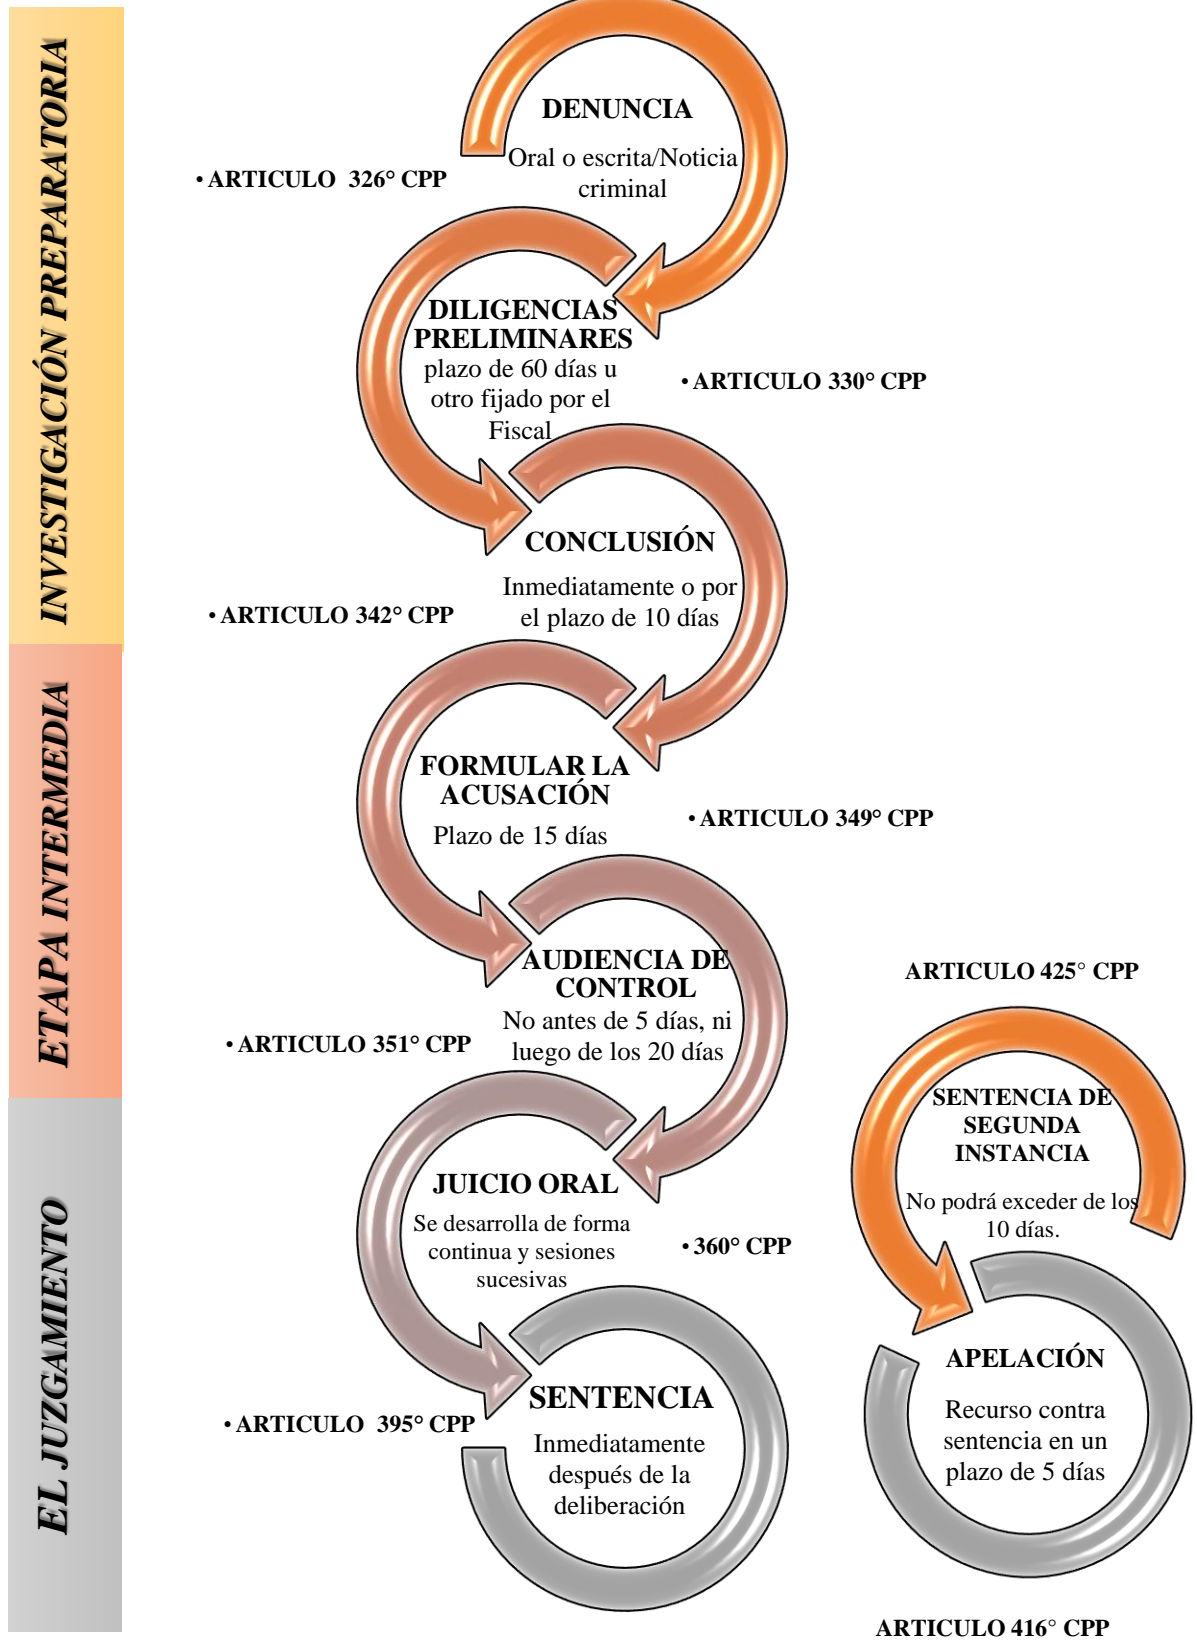 INVESTIGACIÓN PREPARATORIA
DENUNCIA
Oral o escrita/Noticia
criminal
• ARTICULO  326° CPP
DILIGENCIAS
PRELIMINARES
plazo de 60 días u
otro fijado por el
Fiscal
• ARTICULO 330° CPP
CONCLUSIÓN
Inmediatamente o por
el plazo de 10 días
• ARTICULO 342° CPP
ETAPA INTERMEDIA
FORMULAR LA
ACUSACIÓN
Plazo de 15 días
• ARTICULO 349° CPP
AUDIENCIA DE
CONTROL
No antes de 5 días, ni
luego de los 20 días
• ARTICULO 351° CPP
EL JUZGAMIENTO
JUICIO ORAL
Se desarrolla de forma
continua y sesiones
sucesivas
• 360° CPP
SENTENCIA
Inmediatamente
después de la
deliberación
• ARTICULO  395° CPP
ARTICULO 425° CPP
SENTENCIA DE
SEGUNDA
INSTANCIA
No podrá exceder de los
10 días.
APELACIÓN
Recurso contra
sentencia en un
plazo de 5 días
ARTICULO 416° CPP